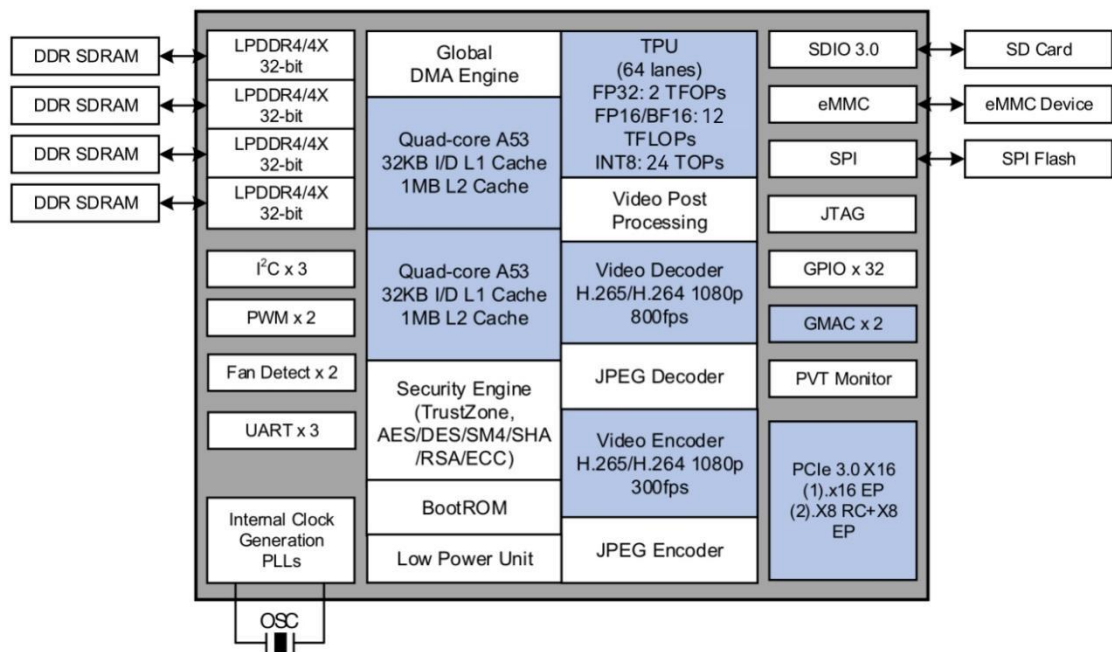 DDR SDRAM
DDR SDRAM
DDR SDRAM
DDR SDRAM
LPDDR4/4X
32-bit
LPDDR4/4X
32-bit
LPDDR4/4X
32-bit
LPDDR4/4X
32-bit
I²C x 3
PWM x 2
Fan Detect x 2
UART x 3
Internal Clock
Generation
PLLs
OSC
Global
DMA Engine
Quad-core A53
32KB I/D L1 Cache
1MB L2 Cache
Quad-core A53
32KB I/D L1 Cache
1MB L2 Cache
Security Engine
(TrustZone,
AES/DES/SM4/SHA
/RSA/ECC)
BootROM
Low Power Unit
TPU
(64 lanes)
FP32: 2 TFOPs
FP16/BF16: 12
TFLOPs
INT8: 24 TOPs
Video Post
Processing
Video Decoder
H.265/H.264 1080p
800fps
JPEG Decoder
Video Encoder
H.265/H.264 1080p
300fps
JPEG Encoder
SDIO 3.0
eMMC
SPI
JTAG
GPIO x 32
GMAC x 2
PVT Monitor
PCIe 3.0 X16
(1).x16 EP
(2).X8 RC+X8
EP
SD Card
eMMC Device
SPI Flash